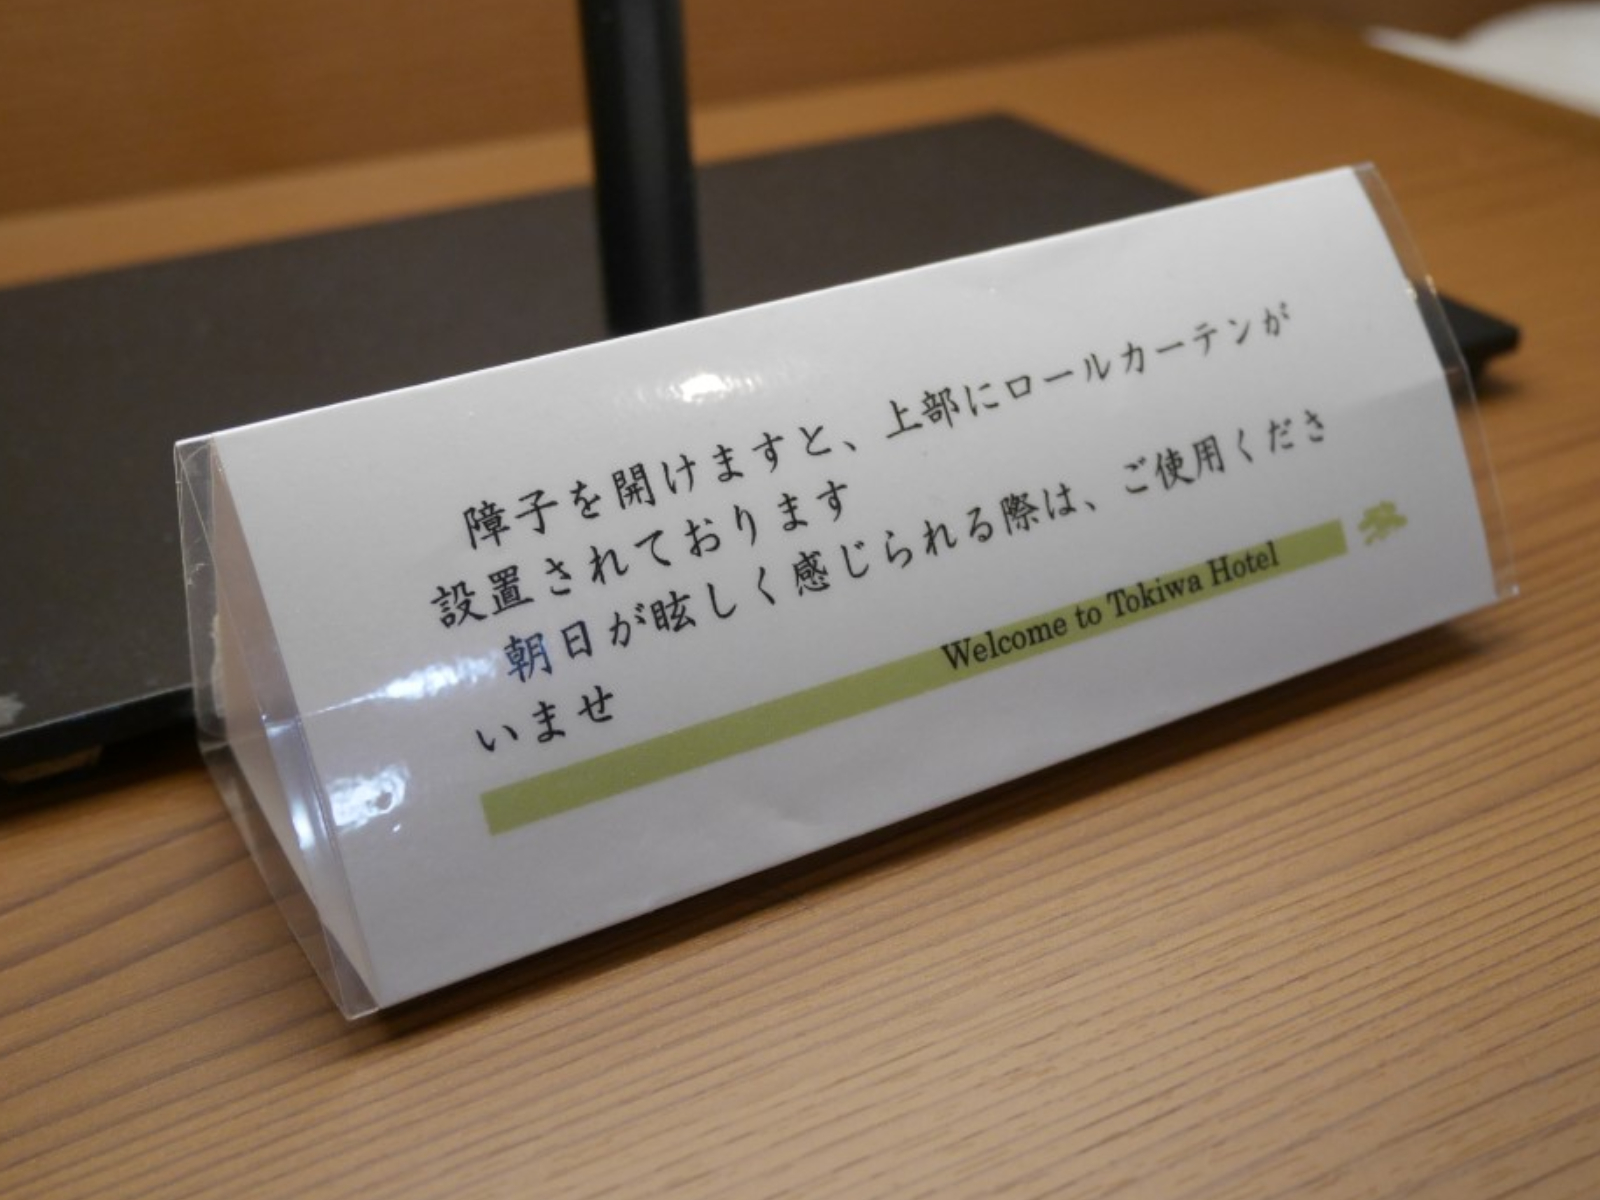 障子を開けますと、上部にロールカーテンが
設置されております
朝日が眩しく感じられる際は、ご使用くださ
いませ
Welcome to Tokiwa Hotel